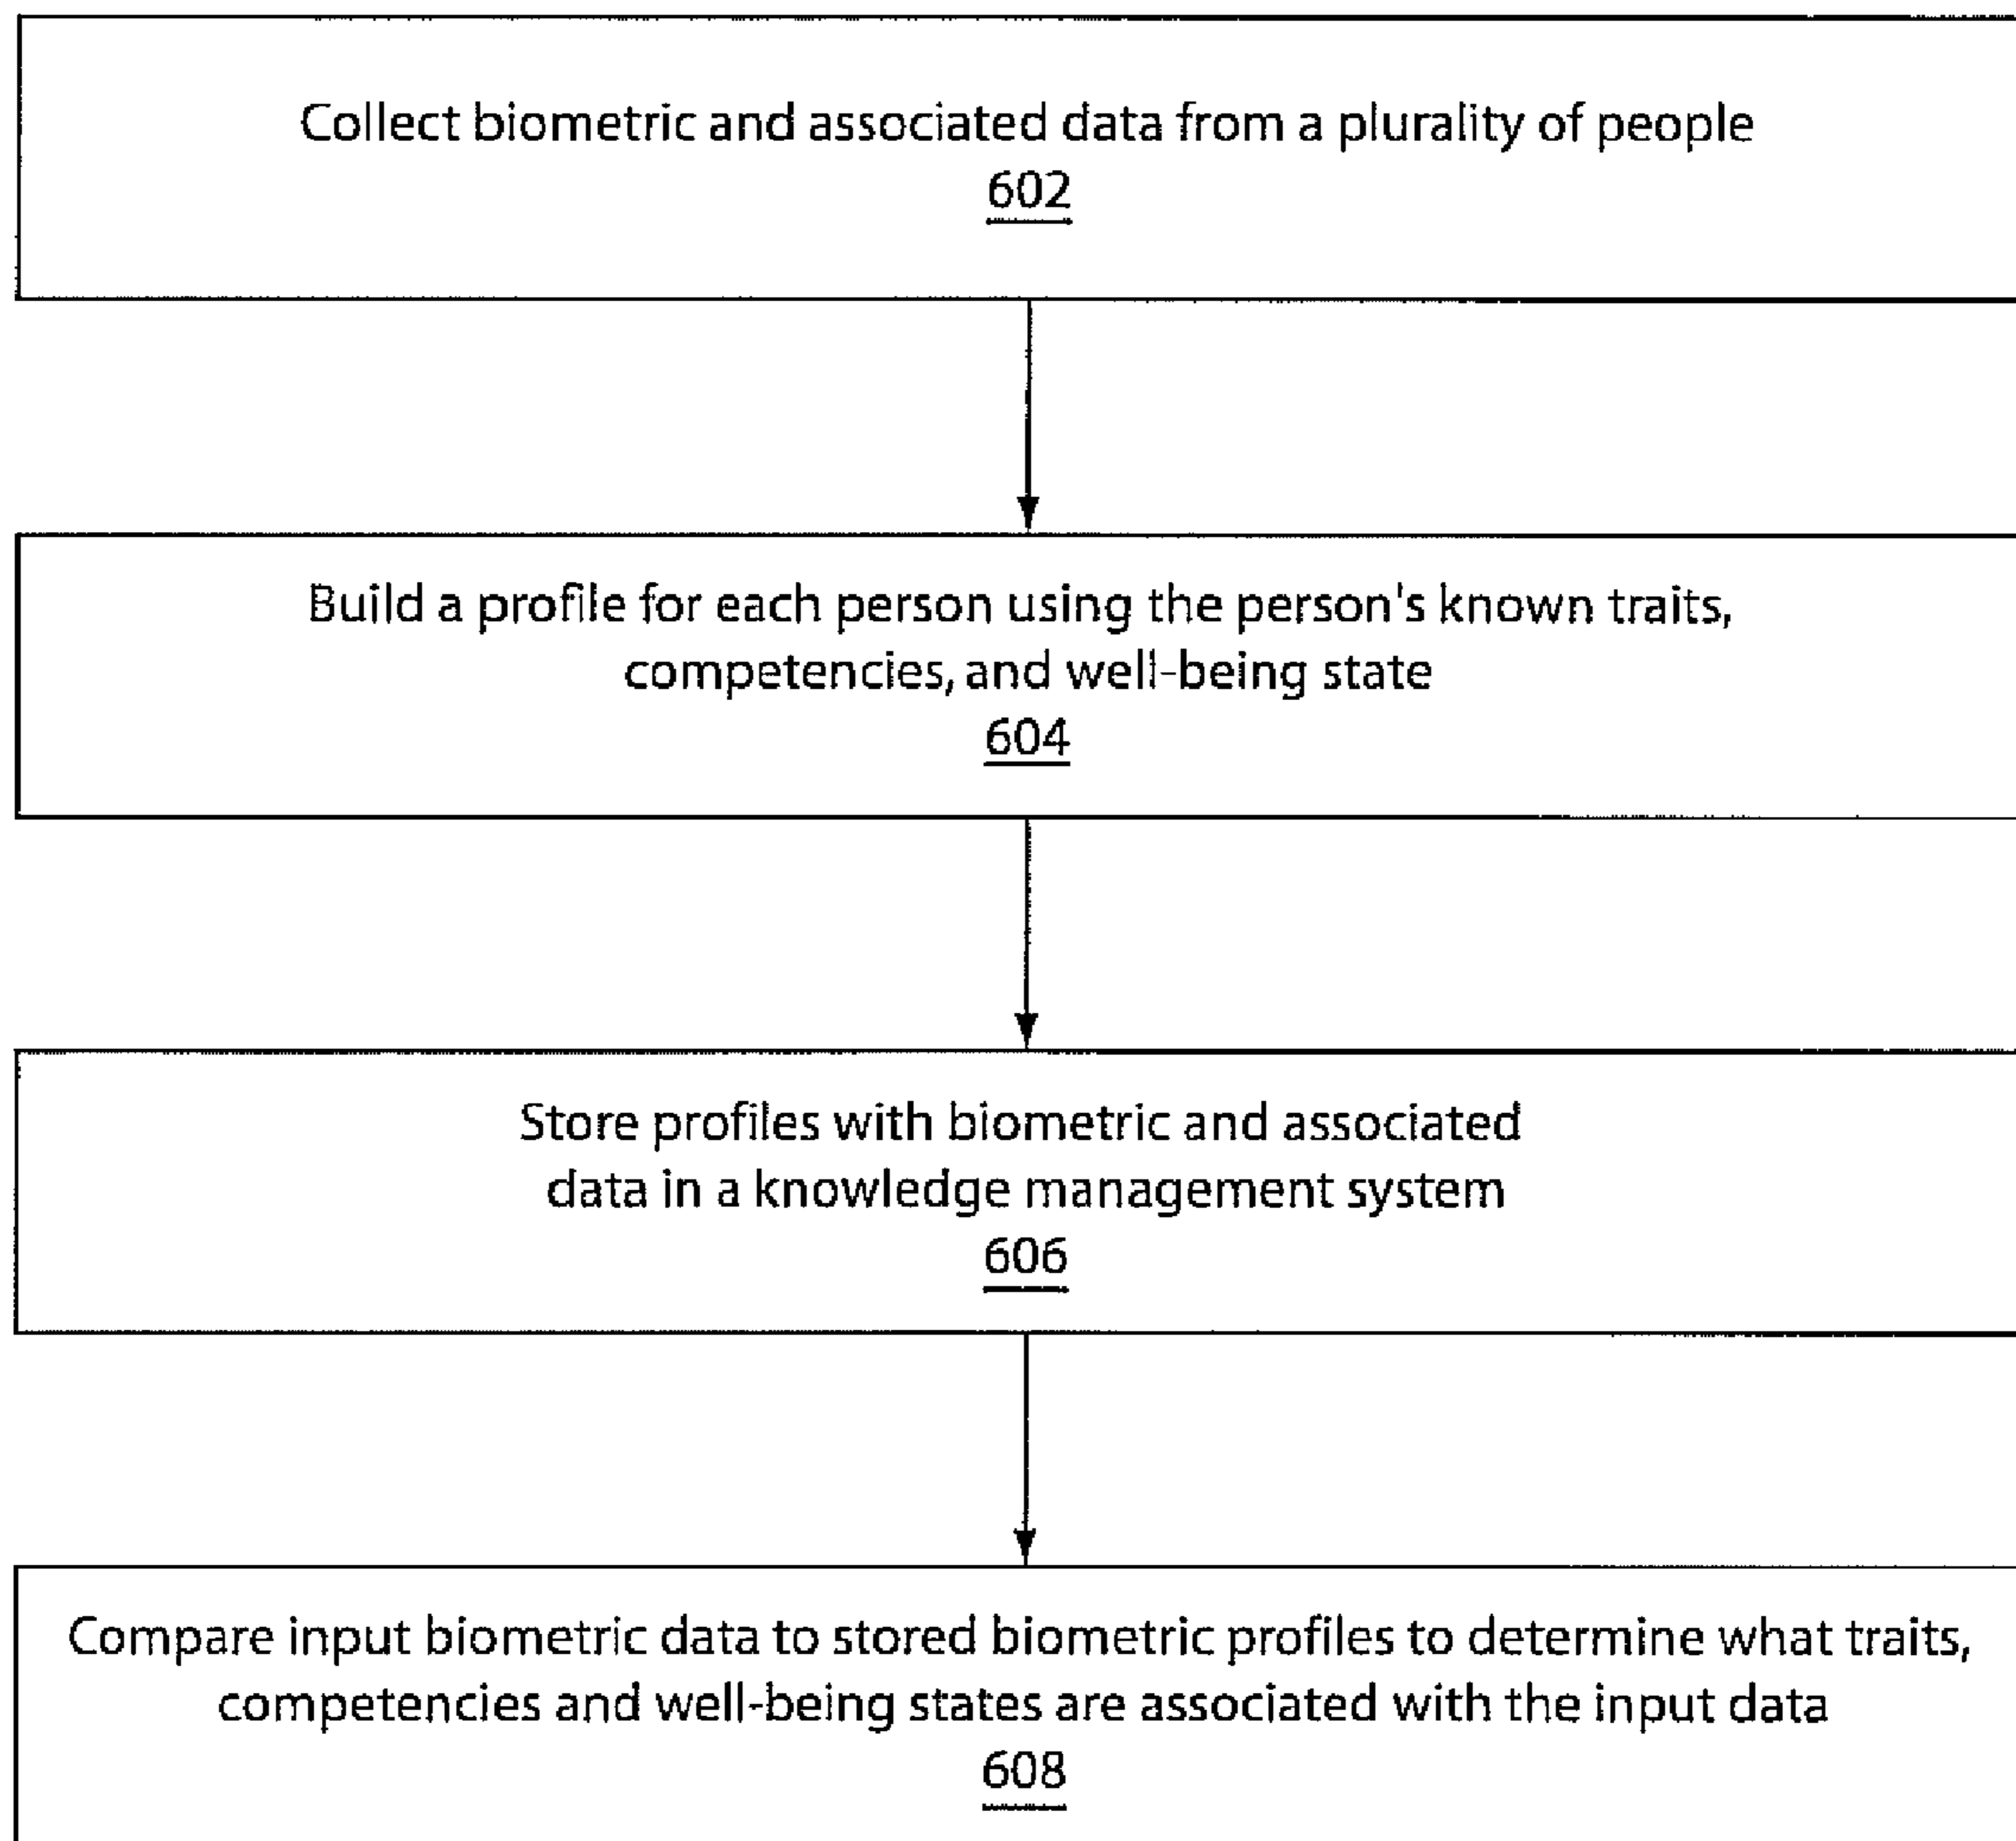 Collect biometric and associated data from a plurality of people
602
Build a profile for each person using the person's known traits,
competencies, and well-being state
604
Store profiles with biometric and associated
data in a knowledge management system
606
Compare input biometric data to stored biometric profiles to determine what traits,
competencies and well-being states are associated with the input data
608